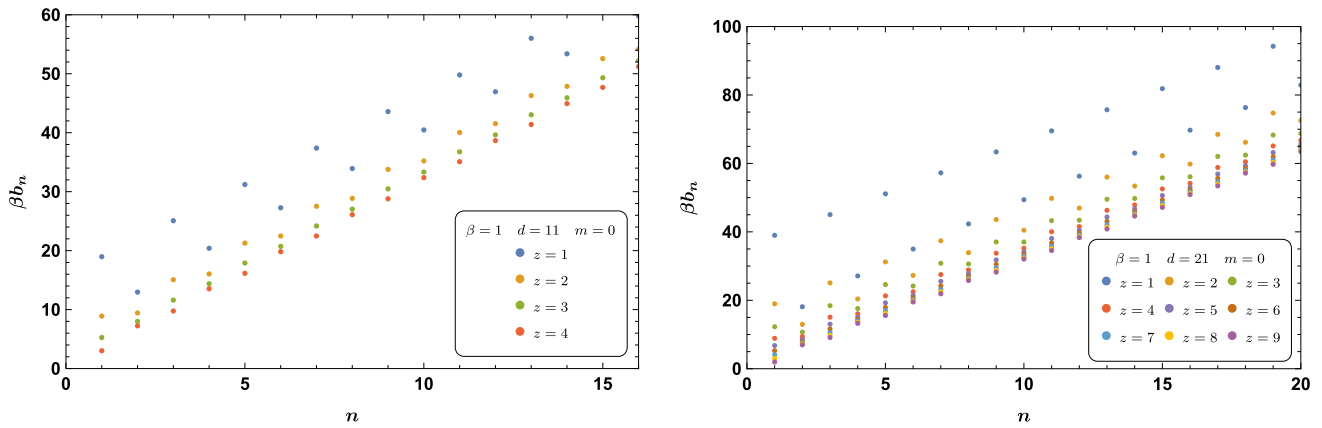 60
50
40
30
20
10
0
0 5 10 15
βbₙ
n
β = 1 d = 11 m = 0
z = 1
z = 2
z = 3
z = 4
100
80
60
40
20
0
0 5 10 15 20
βbₙ
n
β = 1 d = 21 m = 0
z = 1 z = 2 z = 3
z = 4 z = 5 z = 6
z = 7 z = 8 z = 9